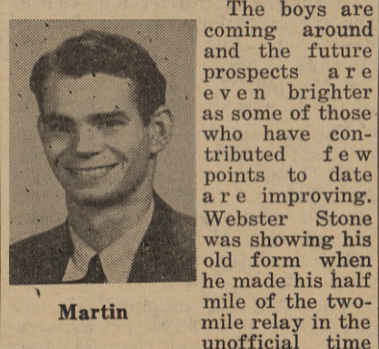 The boys are
coming around
and the future
prospects are
even brighter
as some of those
who have con-
tributed few
points to date
are improving.
Webster Stone
was showing his
old form when
he made his half
mile of the two-
mile relay in the
unofficial time
Martin